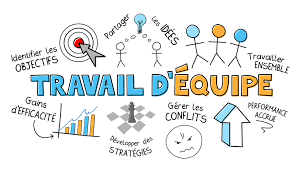 Identifier les
OBJECTIFS
Partager
les IDÉES
Travailler
ENSEMBLE
TRAVAIL D'ÉQUIPE
Gains
d'EFFICACITÉ
Développer des
STRATÉGIES
Gérer les
CONFLITS
PERFORMANCE
ACCRUE